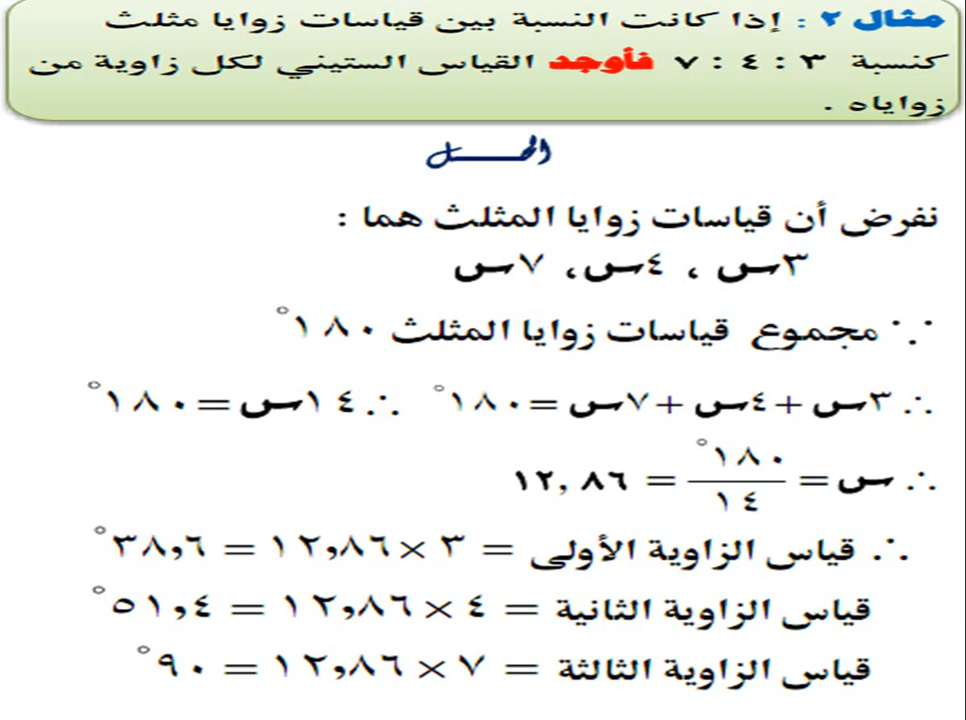 مثال ٢ : إذا كانت النسبة بين قياسات زوايا مثلث
كنسبة ٣ : ٤ : ٧ فأوجد القياس الستيني لكل زاوية من
زواياه .
الحـــــل
نفرض أن قياسات زوايا المثلث هما :
٣س ، ٤س، ٧س
∵ مجموع قياسات زوايا المثلث ١٨٠°
∴ ٣س + ٤س + ٧س = ١٨٠° ∴ ١٤س = ١٨٠°
∴ س = ١٨٠°/١٤ = ١٢,٨٦
∴ قياس الزاوية الأولى = ٣ × ١٢,٨٦ = ٣٨,٦°
قياس الزاوية الثانية = ٤ × ١٢,٨٦ = ٥١,٤°
قياس الزاوية الثالثة = ٧ × ١٢,٨٦ = ٩٠°